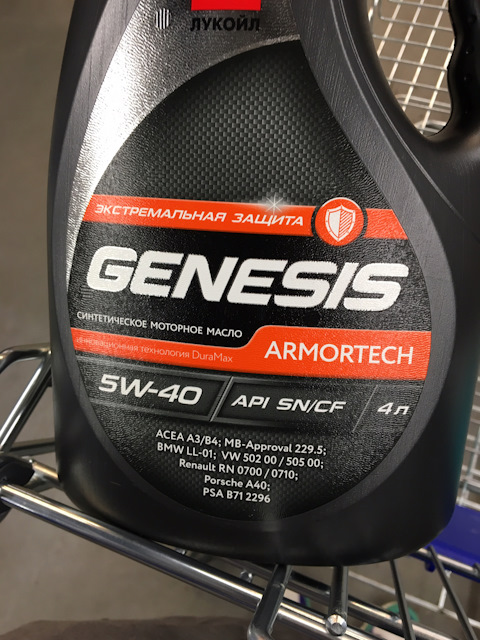 ЛУКОЙЛ
ЭКСТРЕМАЛЬНАЯ ЗАЩИТА
GENESIS
СИНТЕТИЧЕСКОЕ МОТОРНОЕ МАСЛО
инновационная технология DuraMax
ARMORTECH
5W-40 API SN/CF 4 л
ACEA A3/B4; MB-Approval 229.5;
BMW LL-01; VW 502 00 / 505 00;
Renault RN 0700 / 0710;
Porsche A40;
PSA B71 2296